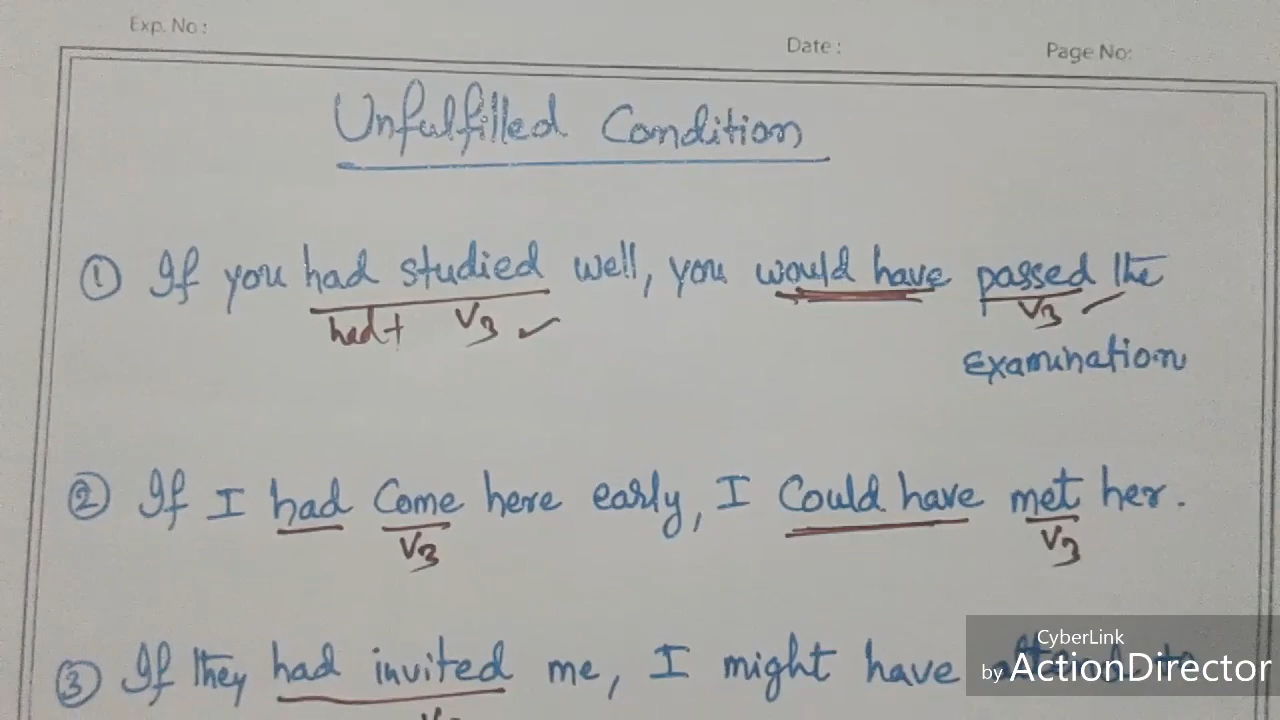 Exp. No :
Date :
Page No:
Unfulfilled Condition
① If you had studied well, you would have passed the
had+ V3 ✓ V3 ✓
Examination
② If I had Come here early, I Could have met her.
V3 V3
③ If they had invited me, I might have
CyberLink
by ActionDirector